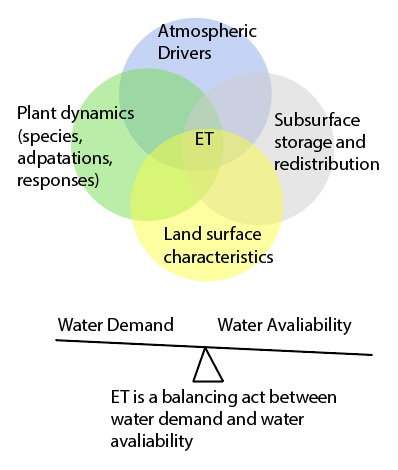 Atmospheric
Drivers
Plant dynamics
(species,
adpatations,
responses)
ET
Subsurface
storage and
redistribution
Land surface
characteristics
Water Demand
Water Avaliability
ET is a balancing act between
water demand and water
avaliability